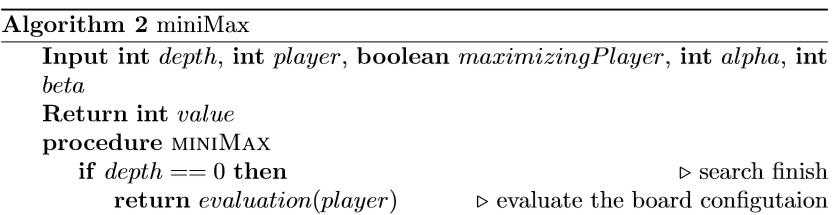 Algorithm 2 miniMax
Input int depth, int player, boolean maximizingPlayer, int alpha, int
beta
Return int value
procedure MINIMAX
if depth == 0 then ▷ search finish
return evaluation(player) ▷ evaluate the board configutaion